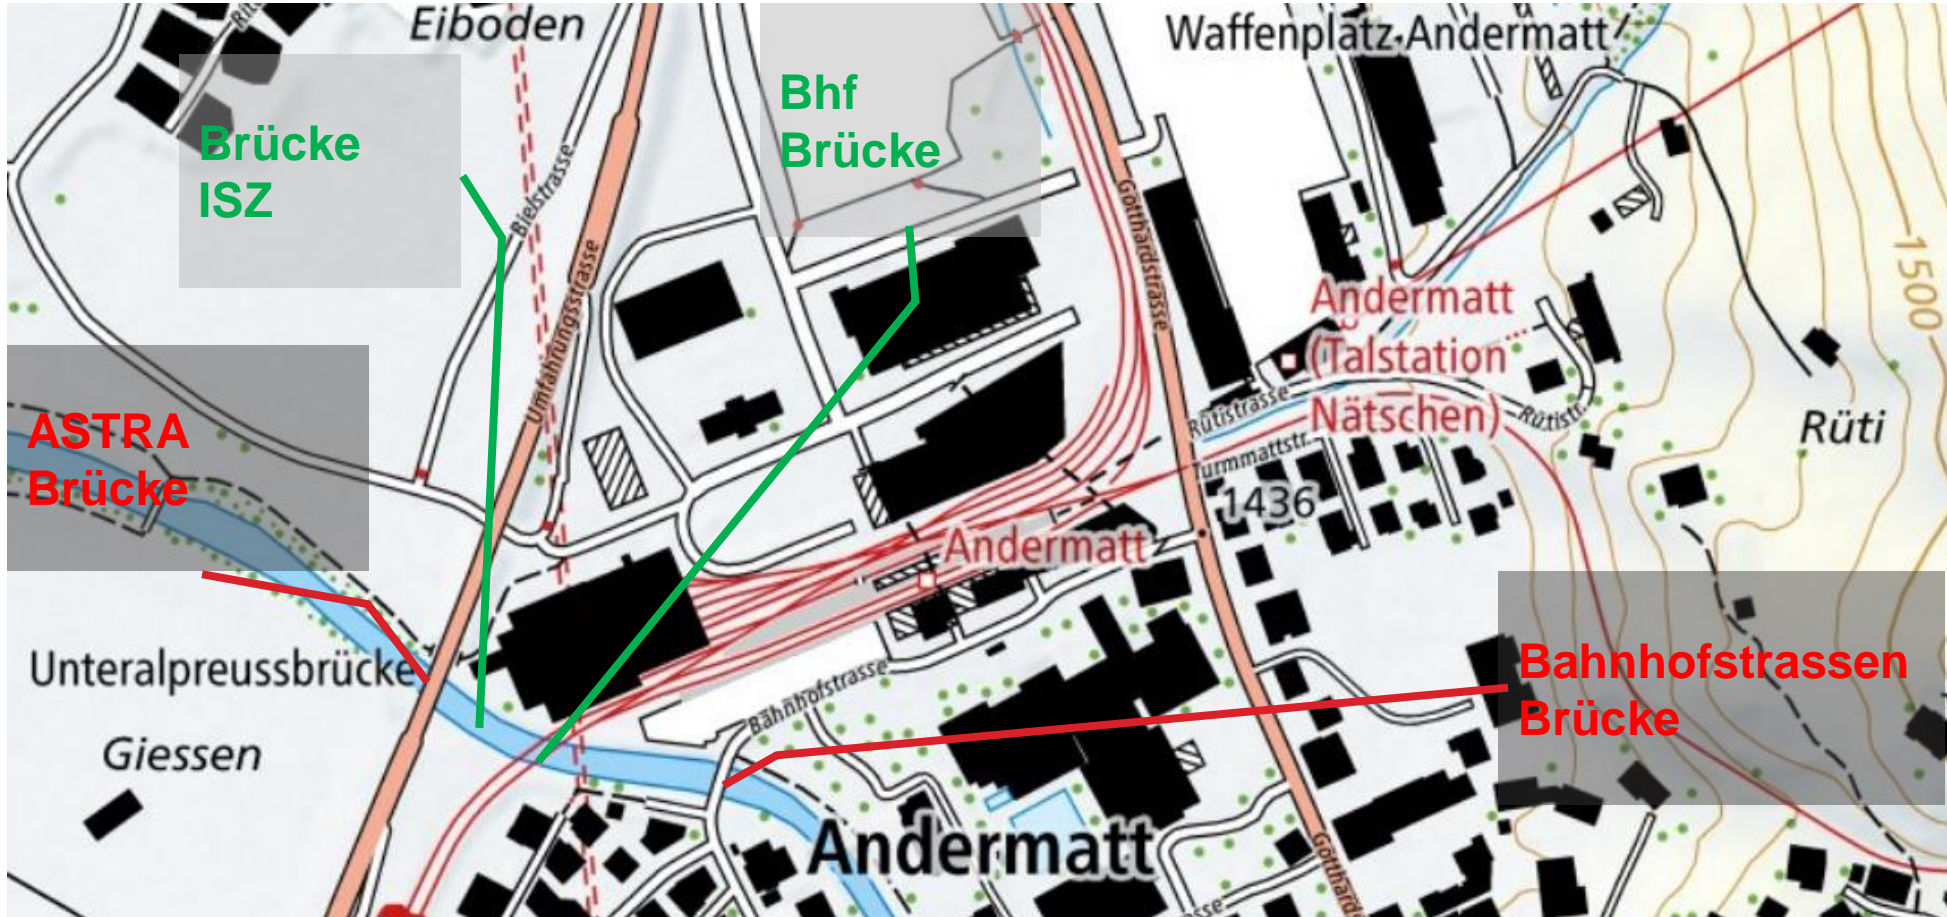 Eiboden
Waffenplatz Andermatt
Bhf
Brücke
Brücke
ISZ
Bielstrasse
Umfahrungsstrasse
Gotthardstrasse
1500
Andermatt
(Talstation
Nätschen)
Rütistrasse
Rütistr.
Rüti
ASTRA
Brücke
Turmmattstr.
1436
Andermatt
Unteralpreussbrücke
Bahnhofstrasse
Bahnhofstrassen
Brücke
Giessen
Andermatt